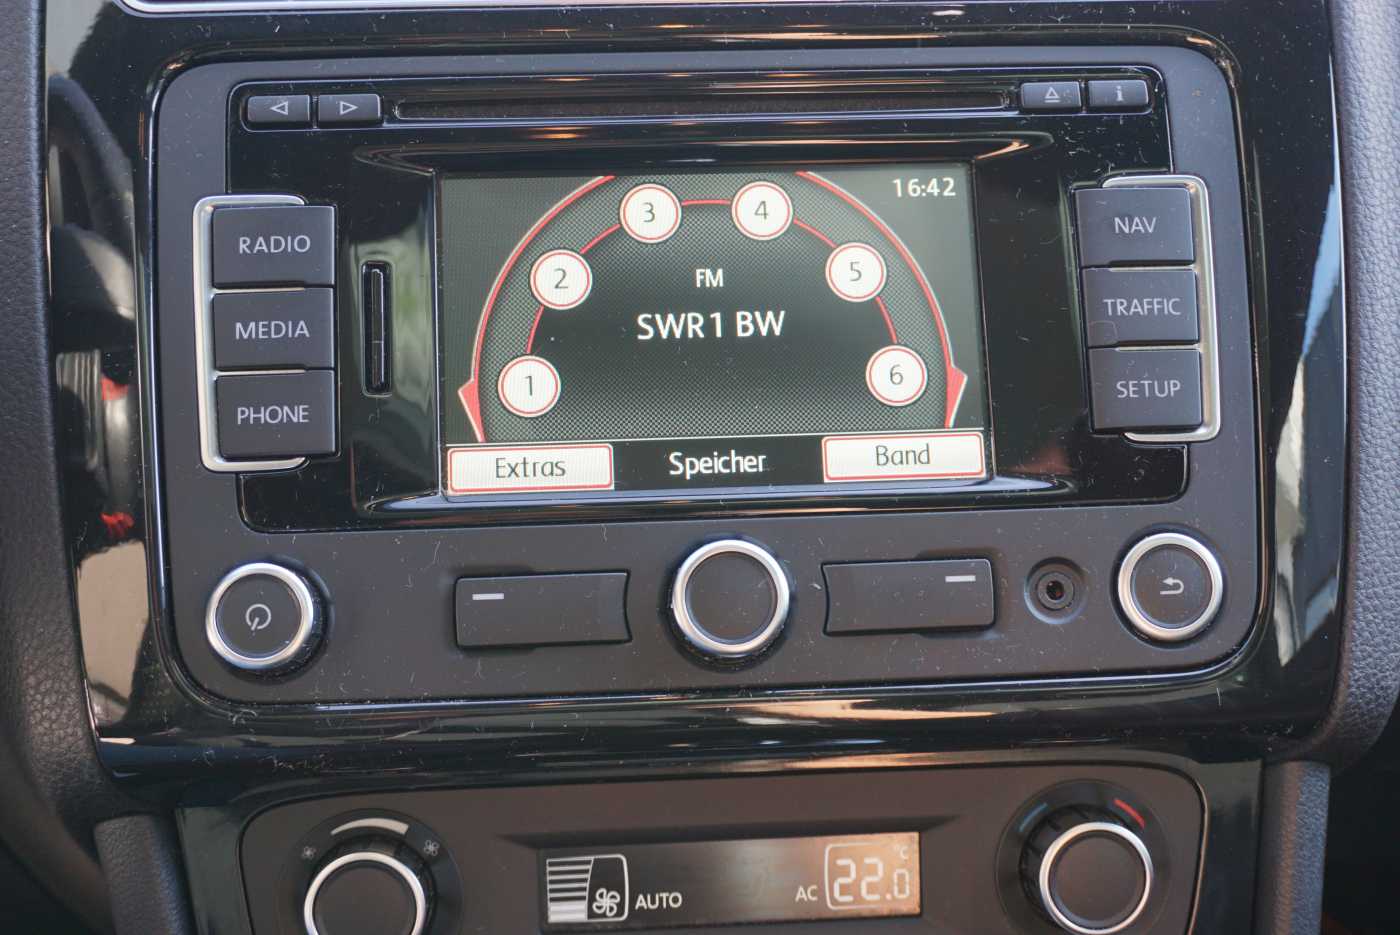 i
16:42
RADIO
MEDIA
PHONE
1
2
3
4
5
6
FM
SWR1 BW
Extras
Speicher
Band
NAV
TRAFFIC
SETUP
AUTO
AC
22.0
°C